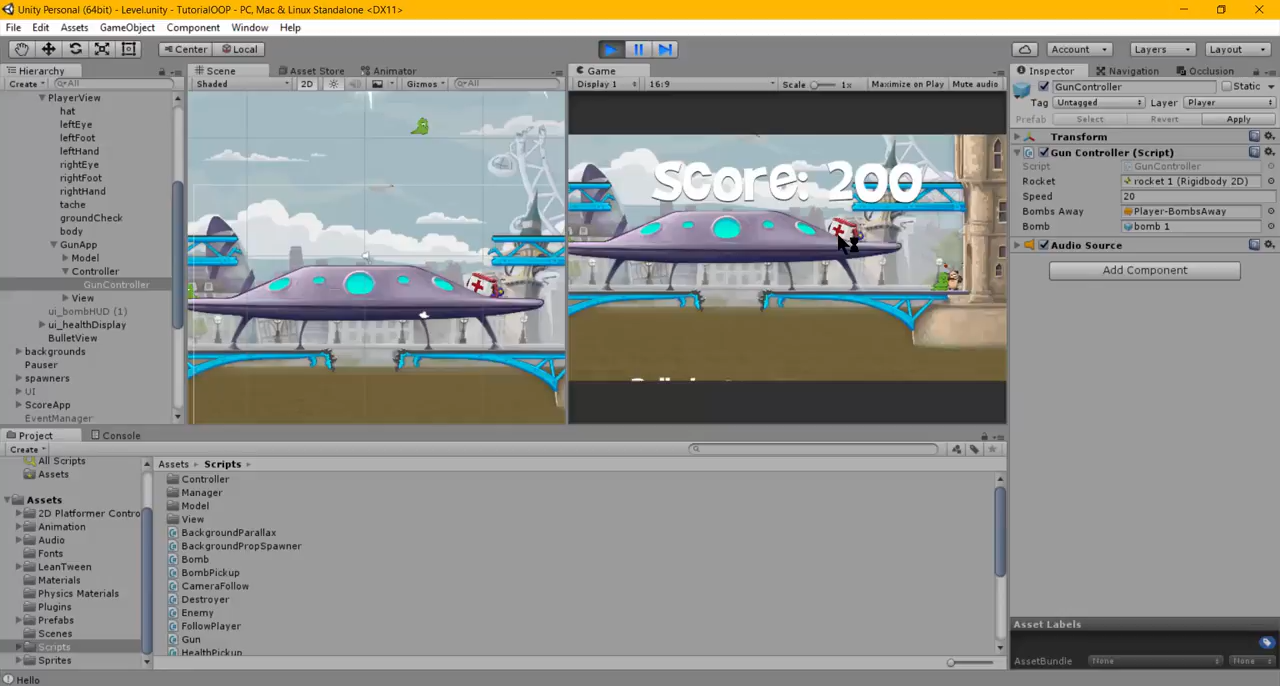 Unity Personal (64bit) - Level.unity - TutorialOOP - PC, Mac & Linux Standalone <DX11>
File Edit Assets GameObject Component Window Help
Center Local Account Layers Layout
Hierarchy
Create All
PlayerView
hat
leftEye
leftFoot
leftHand
rightEye
rightFoot
rightHand
tache
groundCheck
body
GunApp
Model
Controller
GunController
View
ui_bombHUD (1)
ui_healthDisplay
BulletView
backgrounds
Pauser
spawners
UI
ScoreApp
EventManager
Scene Asset Store Animator
Shaded 2D Gizmos All
Game
Display 1 16:9 Scale 1x Maximize on Play Mute audio
Score: 200
Inspector Navigation Occlusion
GunController Static
Tag Untagged Layer Player
Prefab Select Revert Apply
Transform
Gun Controller (Script)
Script GunController
Rocket rocket 1 (Rigidbody 2D)
Speed 20
Bombs Away Player-BombsAway
Bomb bomb 1
Audio Source
Add Component
Project Console
Create
All Scripts
Assets
Assets
2D Platformer Contro
Animation
Audio
Fonts
LeanTween
Materials
Physics Materials
Plugins
Prefabs
Scenes
Scripts
Sprites
Assets Scripts
Controller
Manager
Model
View
BackgroundParallax
BackgroundPropSpawner
Bomb
BombPickup
CameraFollow
Destroyer
Enemy
FollowPlayer
Gun
HealthPickup
Asset Labels
AssetBundle None None
Hello